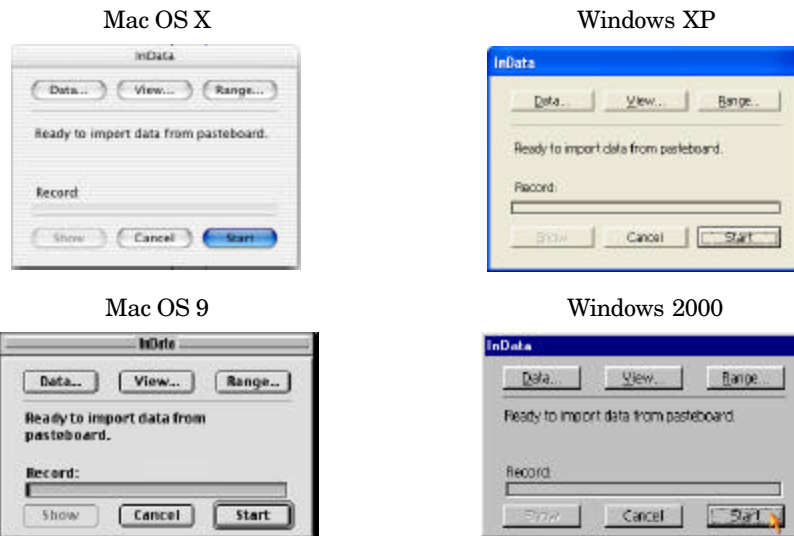 Mac OS X
InData
Data... View... Range...
Ready to import data from pasteboard.
Record
Show Cancel Start
Windows XP
InData
Data... View... Range...
Ready to import data from pasteboard.
Record:
Show Cancel Start
Mac OS 9
InData
Data... View... Range...
Ready to import data from
pasteboard.
Record:
Show Cancel Start
Windows 2000
InData
Data... View... Range...
Ready to import data from pasteboard.
Record:
Show Cancel Start